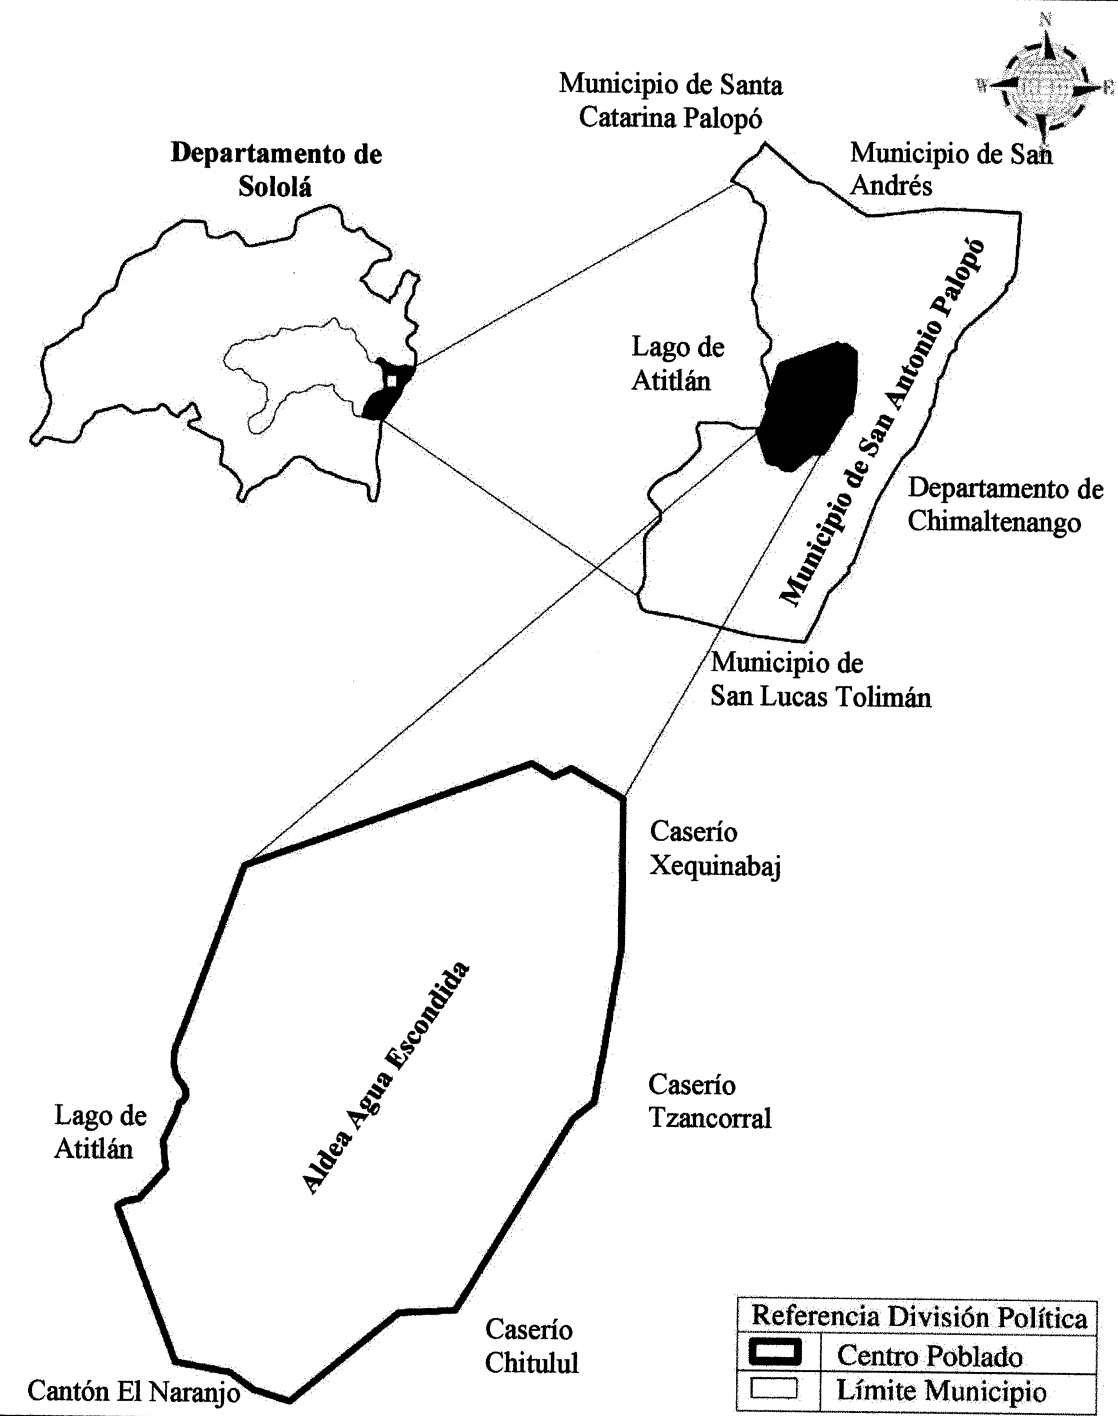 N
W
E
Municipio de Santa
Catarina Palopó
Departamento de
Sololá
Municipio de San
Andrés
Municipio de San Antonio Palopó
Lago de
Atitlán
Departamento de
Chimaltenango
Municipio de
San Lucas Tolimán
Caserío
Xequinabaj
Aldea Agua Escondida
Caserío
Tzancorral
Lago de
Atitlán
Caserío
Chitulul
Cantón El Naranjo
Referencia División Política
Centro Poblado
Límite Municipio